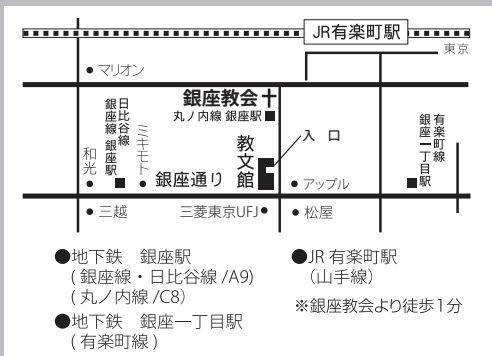 JR有楽町駅
東京
マリオン
銀座教会
丸ノ内線 銀座駅
日比谷線
銀座線 銀座駅
ミキモト
和光
教文館
入口
銀座通り
アップル
有楽町線
銀座一丁目駅
三越
三菱東京UFJ
松屋
●地下鉄 銀座駅
(銀座線・日比谷線/A9)
(丸ノ内線/C8)
●地下鉄 銀座一丁目駅
(有楽町線)
●JR有楽町駅
(山手線)
※銀座教会より徒歩1分